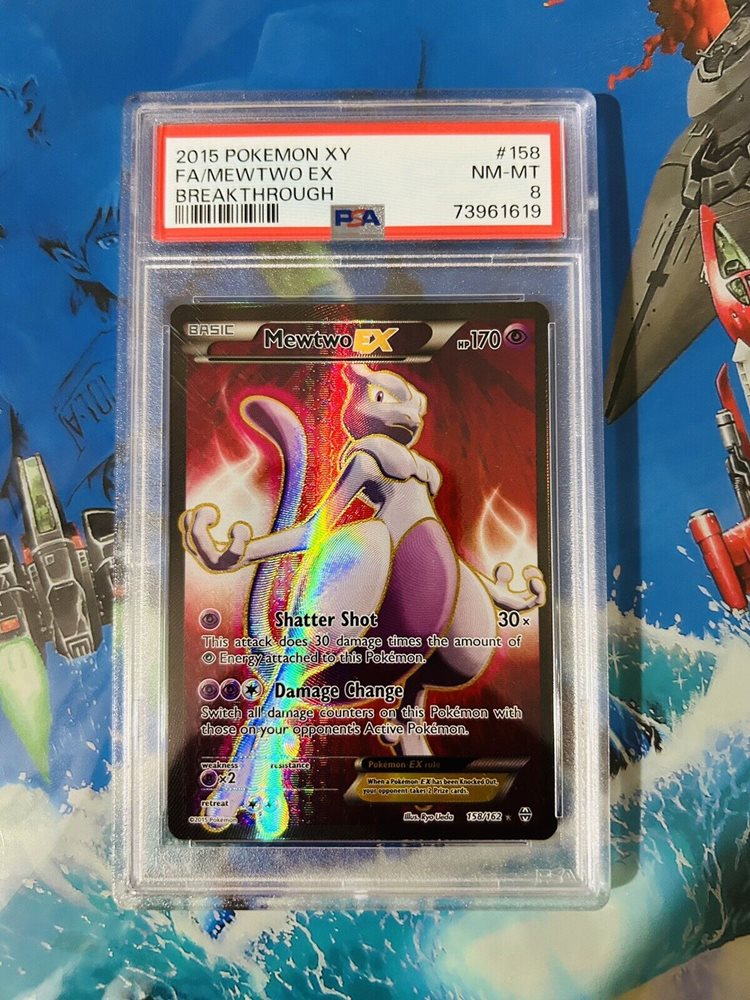 2015 POKEMON XY #158
FA/MEWTWO EX NM-MT
BREAKTHROUGH 8
PSA 73961619
BASIC Mewtwo EX HP170
Shatter Shot 30×
This attack does 30 damage times the amount of
Energy attached to this Pokémon.
Damage Change
Switch all damage counters on this Pokémon with
those on your opponent's Active Pokémon.
weakness resistance
×2
Pokémon EX rule
When a Pokémon EX has been Knocked Out,
your opponent takes 2 Prize cards.
retreat
©2015 Pokémon Illus. Ryo Ueda 158/162
PSA